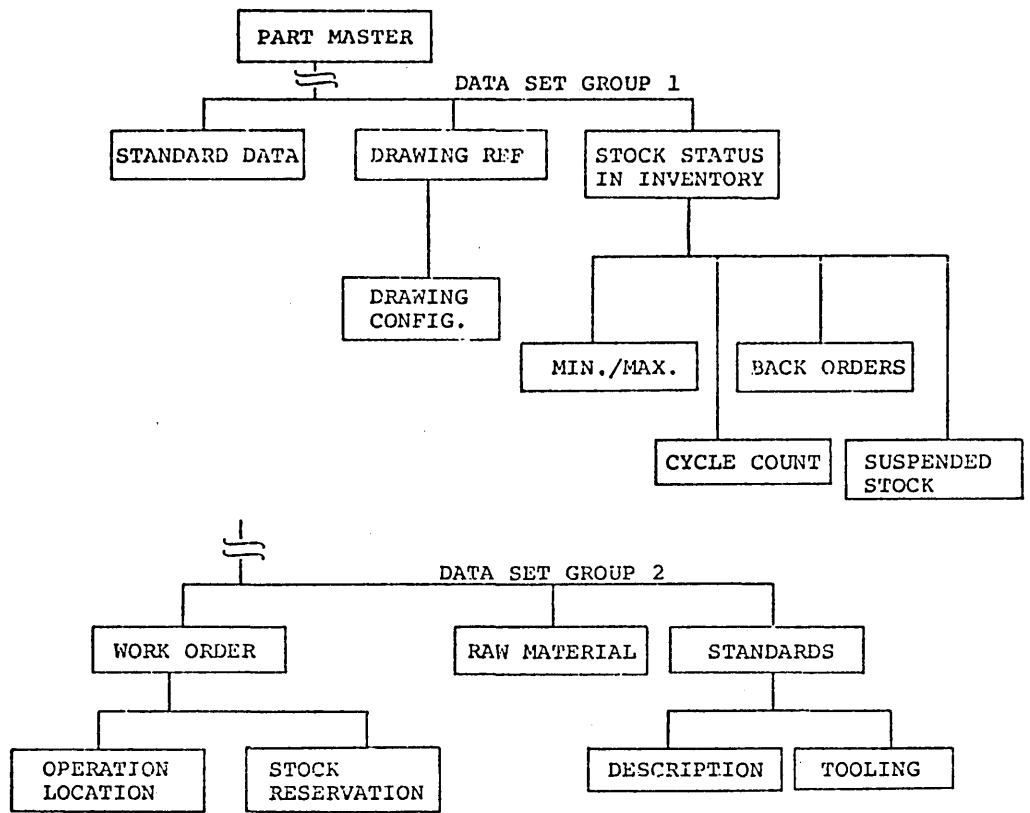 PART MASTER
DATA SET GROUP 1
STANDARD DATA
DRAWING REF
STOCK STATUS
IN INVENTORY
DRAWING
CONFIG.
MIN./MAX.
BACK ORDERS
CYCLE COUNT
SUSPENDED
STOCK
DATA SET GROUP 2
WORK ORDER
RAW MATERIAL
STANDARDS
OPERATION
LOCATION
STOCK
RESERVATION
DESCRIPTION
TOOLING